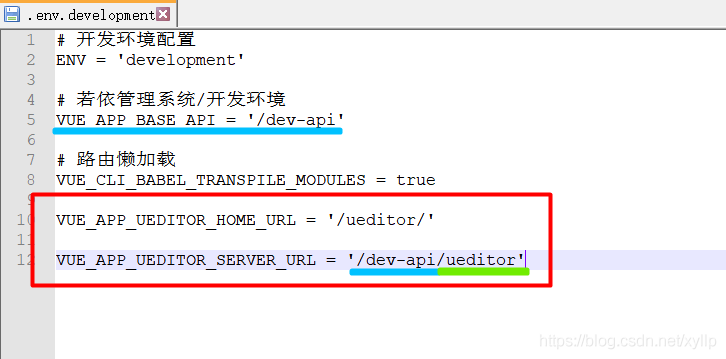 .env.development
1 # 开发环境配置
2 ENV = 'development'
3
4 # 若依管理系统/开发环境
5 VUE_APP_BASE_API = '/dev-api'
6
7 # 路由懒加载
8 VUE_CLI_BABEL_TRANSPILE_MODULES = true
9
10 VUE_APP_UEDITOR_HOME_URL = '/ueditor/'
11
12 VUE_APP_UEDITOR_SERVER_URL = '/dev-api/ueditor'
https://blog.csdn.net/xyllp